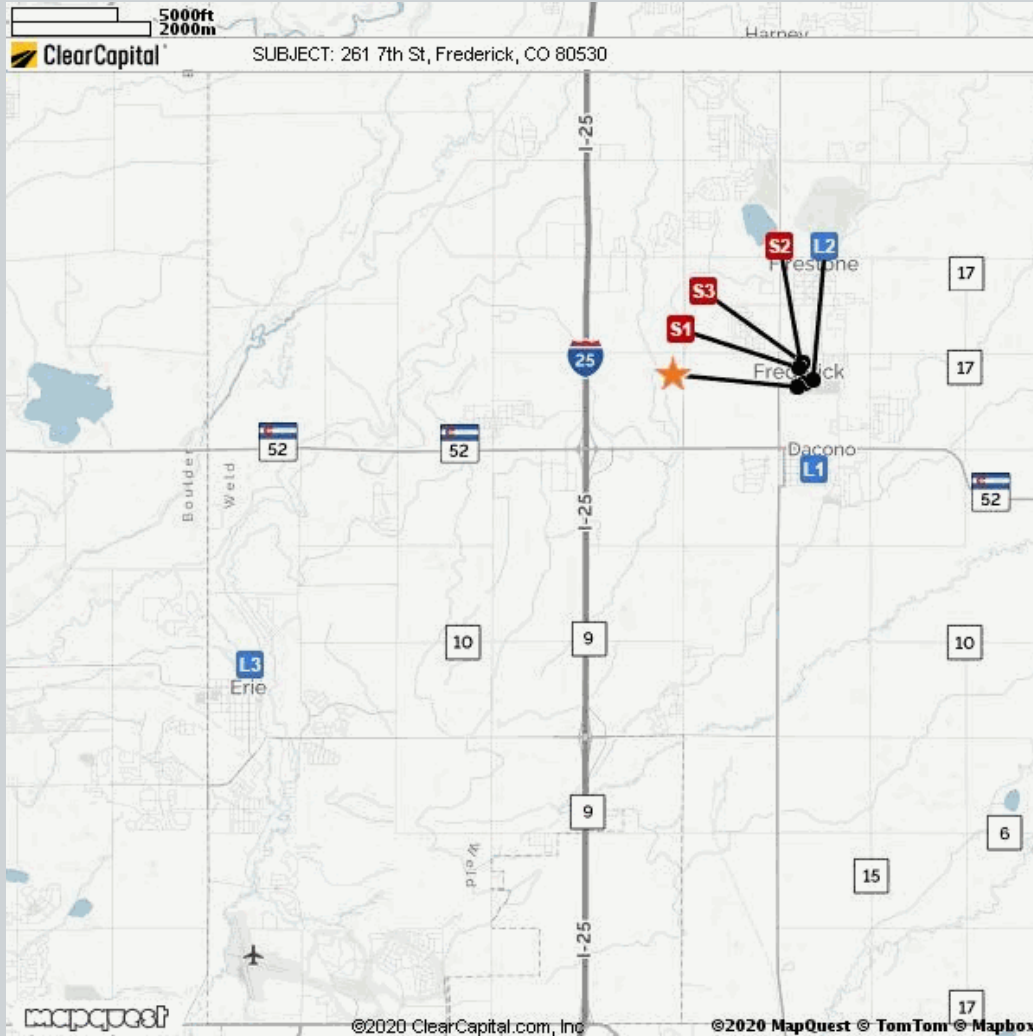 5000ft
2000m
Harney
ClearCapital
SUBJECT: 261 7th St, Frederick, CO 80530
I-25
S2
L2
Firestone
17
S3
S1
25
17
Frederick
52
52
Dacono
L1
52
Boulder
Weld
I-25
10
9
10
L3
Erie
9
6
Weld
15
I-25
17
mapquest
©2020 ClearCapital.com, Inc
©2020 MapQuest © TomTom © Mapbox